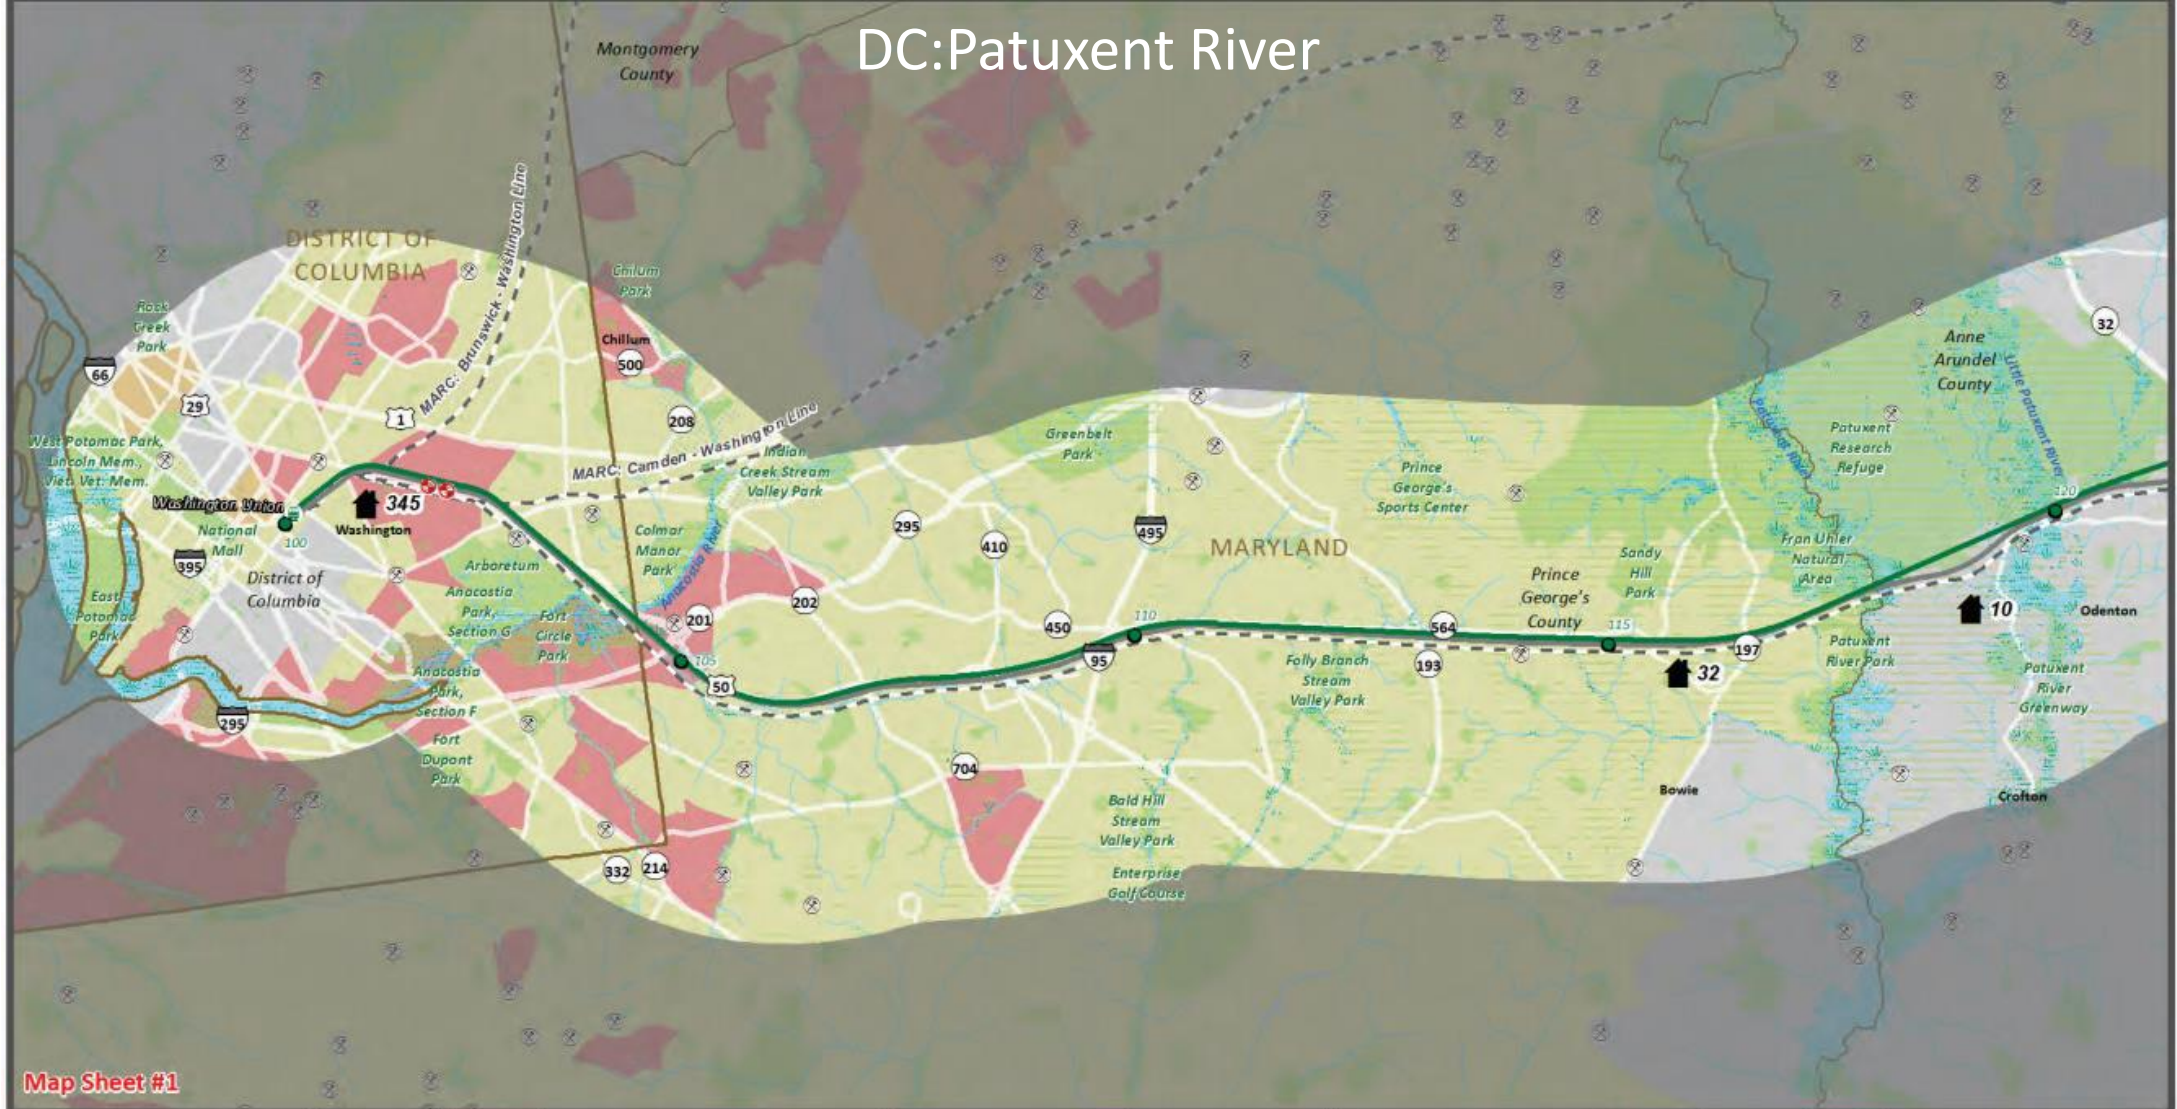 DC:Patuxent River
Montgomery
County
DISTRICT OF
COLUMBIA
MARC: Brunswick - Washington Line
Chilum
Park
Rock
Creek
Park
Chillum
500
66
29
1
208
MARC: Camden - Washington Line
Indian
Creek Stream
Valley Park
West Potomac Park,
Lincoln Mem.,
Viet. Vet. Mem.
Washington Union
345
Washington
National
Mall
100
395
District of
Columbia
East
Potomac
Park
Arboretum
Anacostia
Park,
Section G
Fort
Circle
Park
Colmar
Manor
Park
Anacostia River
201
202
105
50
Anacostia
Park,
Section F
295
Fort
Dupont
Park
332
214
Greenbelt
Park
295
410
495
MARYLAND
450
110
95
704
Bald Hill
Stream
Valley Park
Enterprise
Golf Course
Prince
George's
Sports Center
Folly Branch
Stream
Valley Park
564
193
Prince
George's
County
115
Sandy
Hill
Park
32
197
Bowie
Patuxent River
Patuxent
Research
Refuge
Fran Uhler
Natural
Area
Anne
Arundel
County
Little Patuxent River
32
120
10
Odenton
Patuxent
River Park
Patuxent
River
Greenway
Crofton
Map Sheet #1